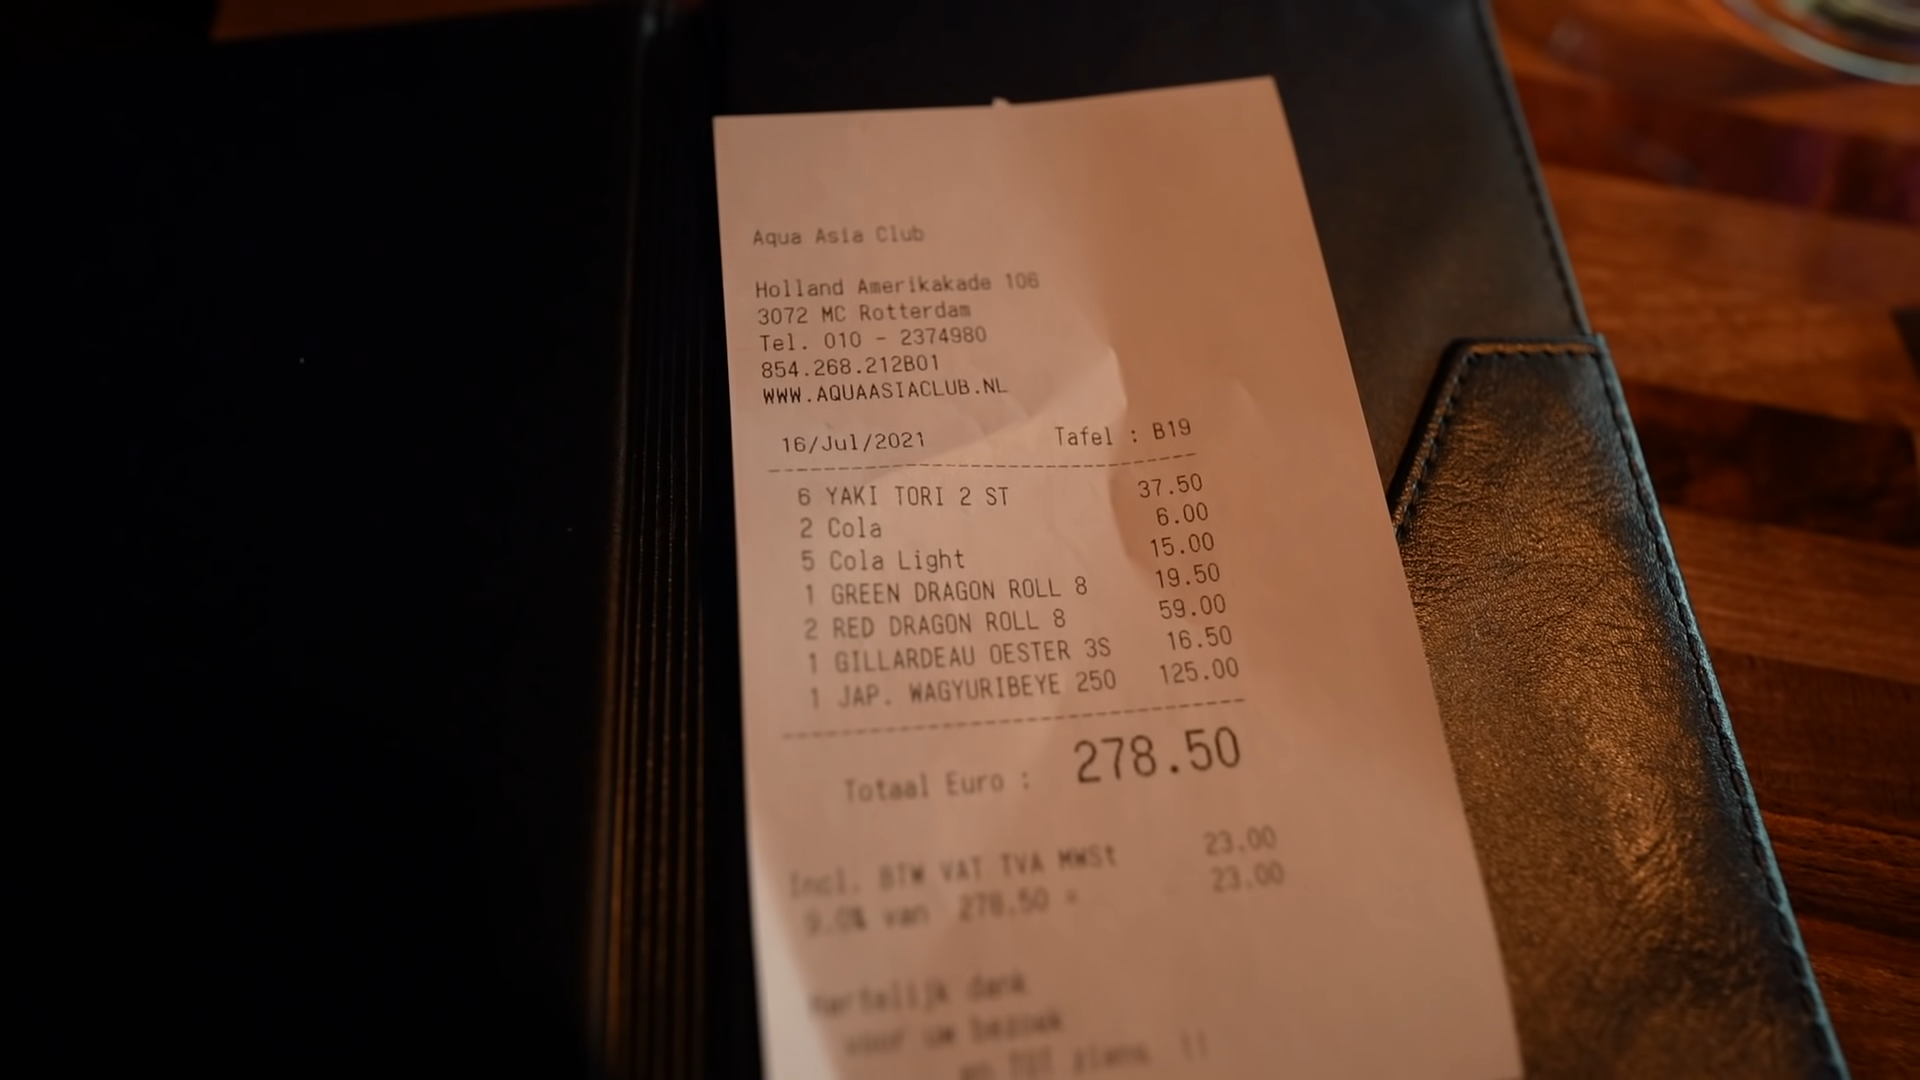 Aqua Asia Club
Holland Amerikakade 106
3072 MC Rotterdam
Tel. 010 - 2374980
854.268.212B01
WWW.AQUAASIACLUB.NL
16/Jul/2021 Tafel : B19
6 YAKI TORI 2 ST 37.50
2 Cola 6.00
5 Cola Light 15.00
1 GREEN DRAGON ROLL 8 19.50
2 RED DRAGON ROLL 8 59.00
1 GILLARDEAU OESTER 3S 16.50
1 JAP. WAGYURIBEYE 250 125.00
Totaal Euro : 278.50
Incl. BTW VAT TVA MWSt 23.00
9.0% van 278.50 = 23.00
Hartelijk dank
voor uw bezoek
en TOT ziens !!